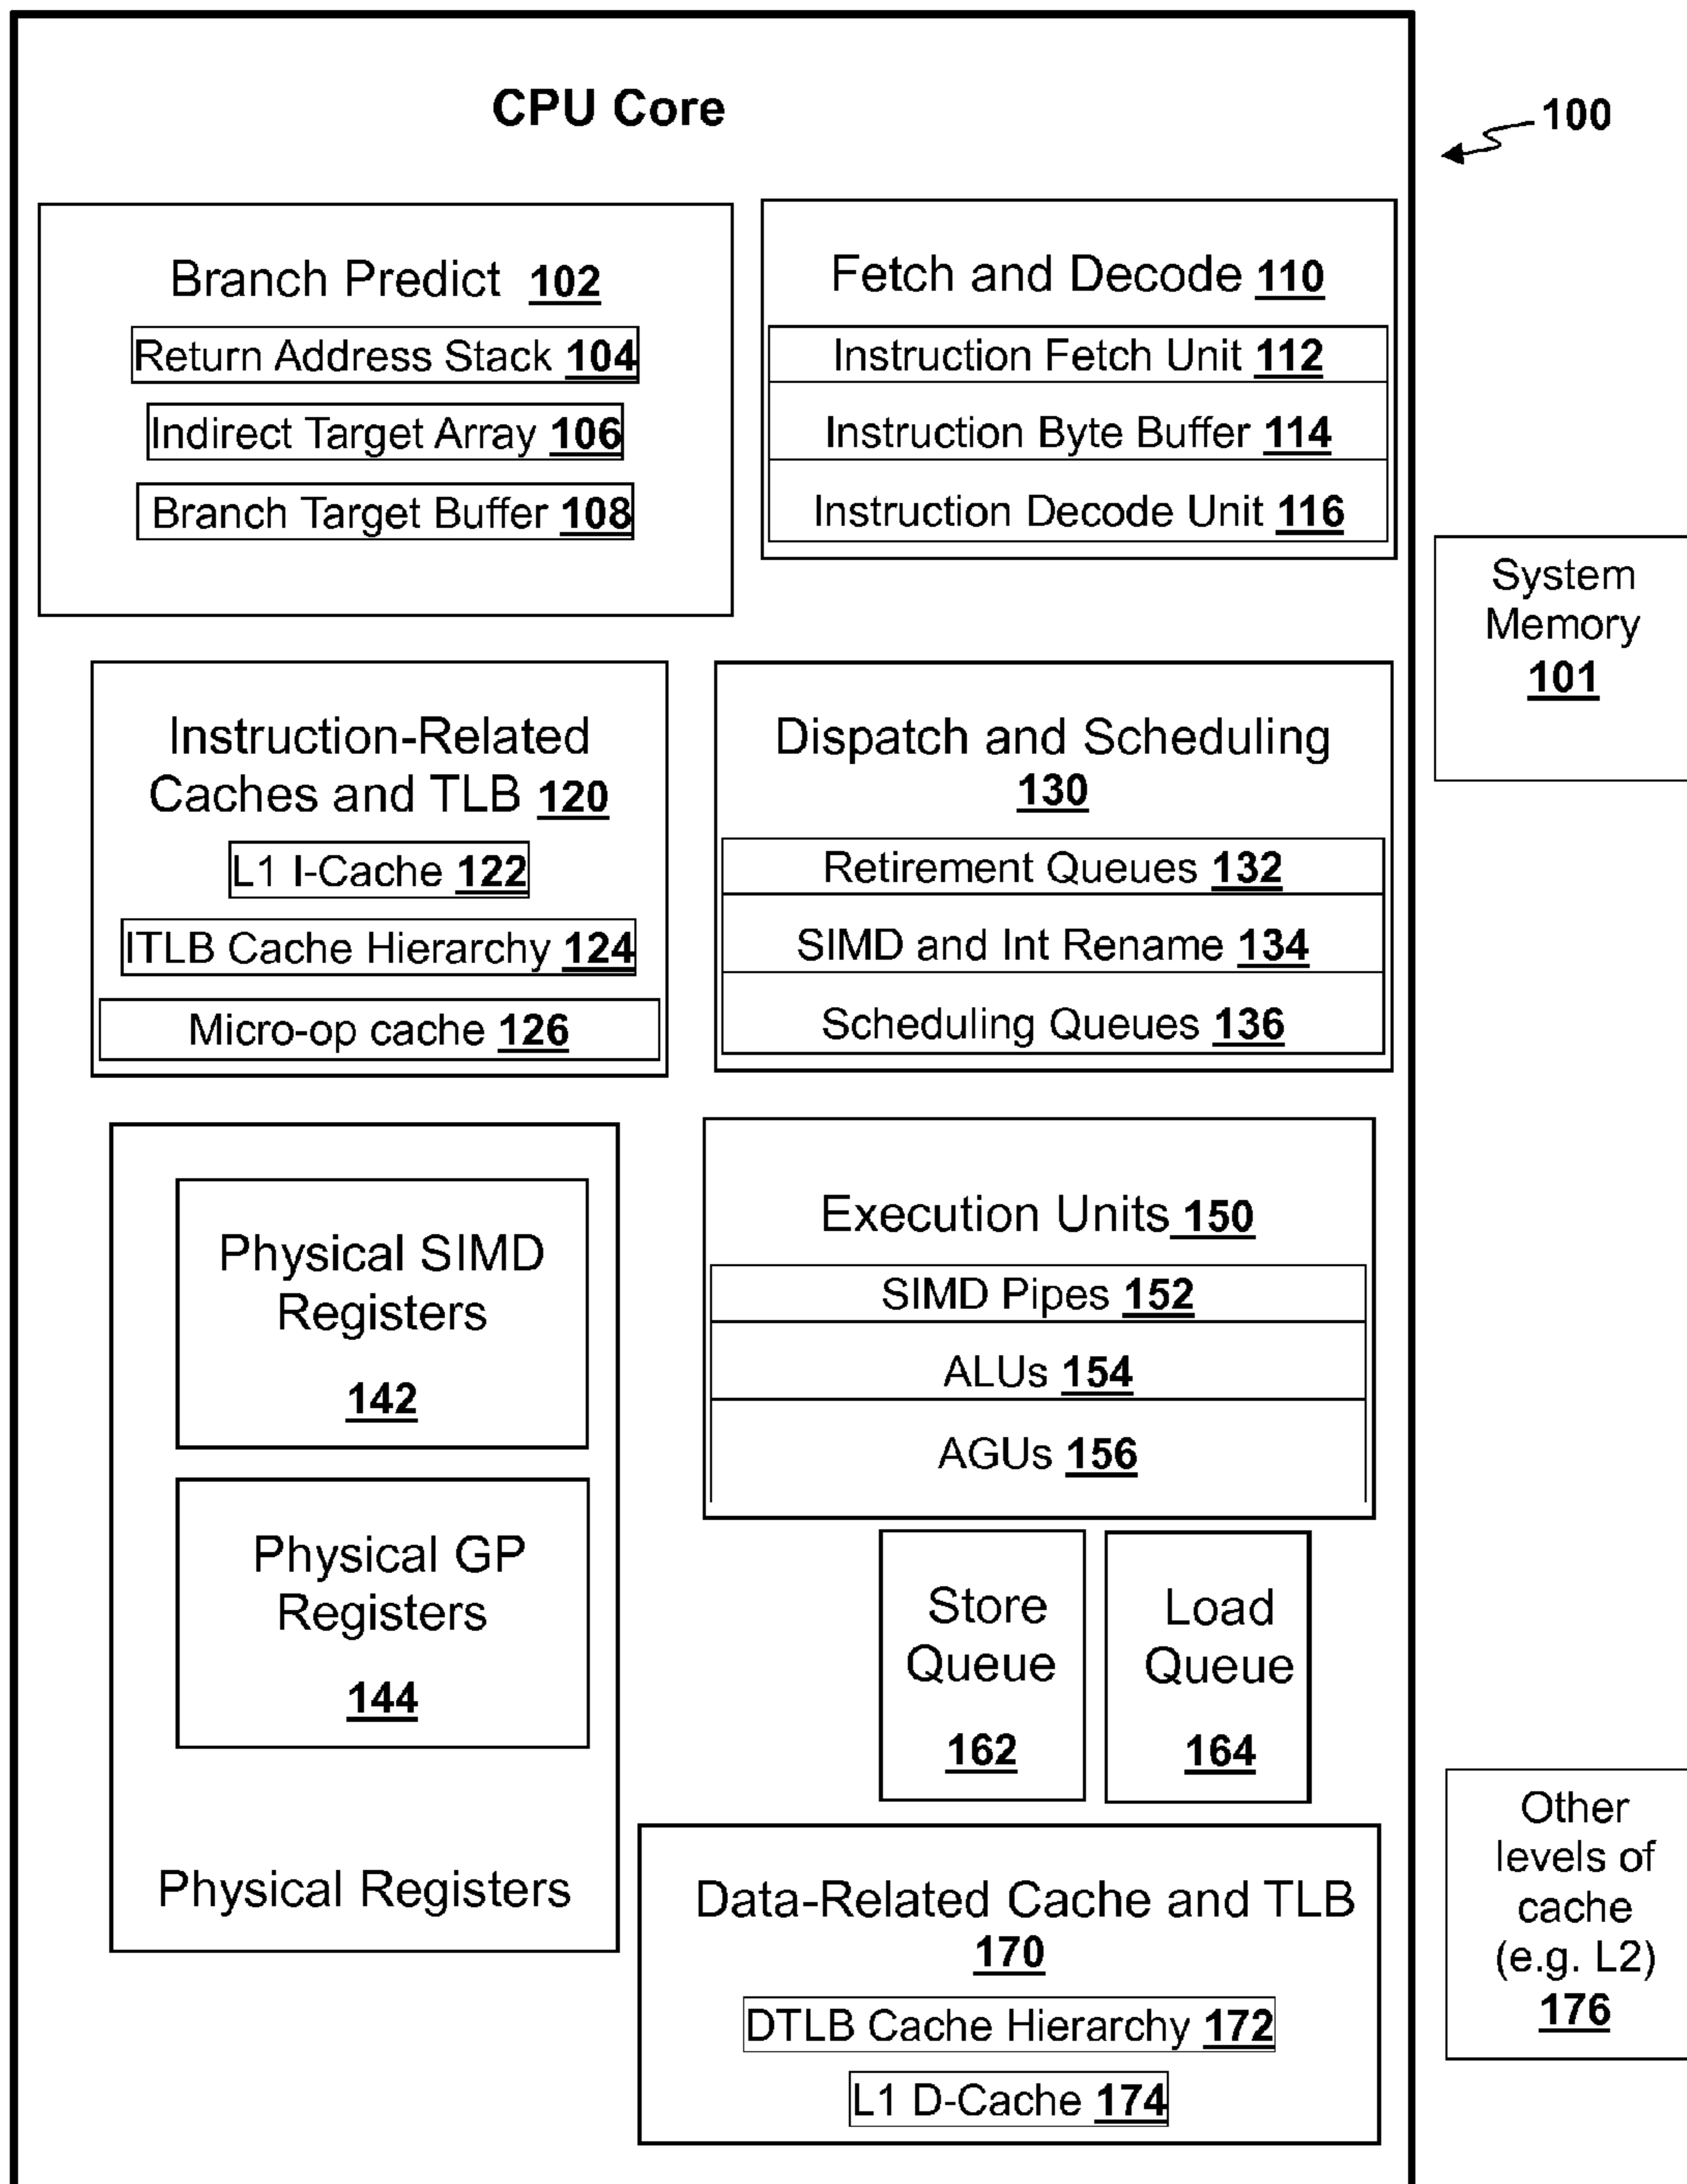 CPU Core
100
Branch Predict 102
Return Address Stack 104
Indirect Target Array 106
Branch Target Buffer 108
Fetch and Decode 110
Instruction Fetch Unit 112
Instruction Byte Buffer 114
Instruction Decode Unit 116
System
Memory
101
Instruction-Related
Caches and TLB 120
L1 I-Cache 122
ITLB Cache Hierarchy 124
Micro-op cache 126
Dispatch and Scheduling
130
Retirement Queues 132
SIMD and Int Rename 134
Scheduling Queues 136
Physical SIMD
Registers
142
Physical GP
Registers
144
Physical Registers
Execution Units 150
SIMD Pipes 152
ALUs 154
AGUs 156
Store
Queue
162
Load
Queue
164
Data-Related Cache and TLB
170
DTLB Cache Hierarchy 172
L1 D-Cache 174
Other
levels of
cache
(e.g. L2)
176